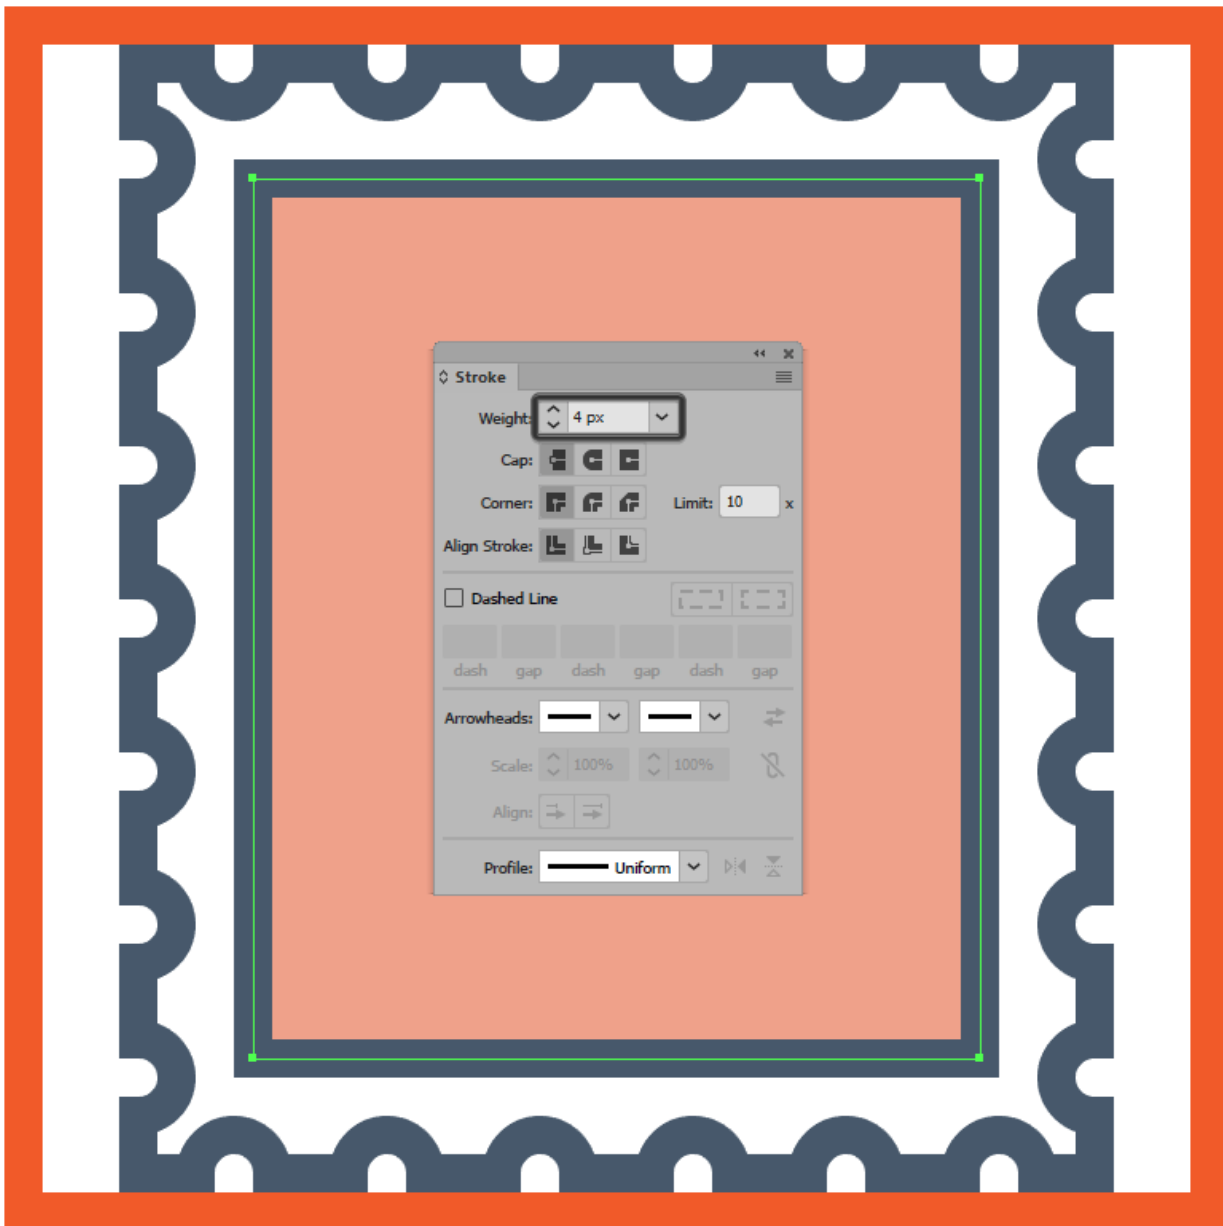 Stroke
Weight: 4 px
Cap:
Corner: Limit: 10 x
Align Stroke:
Dashed Line
dash gap dash gap dash gap
Arrowheads:
Scale: 100% 100%
Align:
Profile: Uniform